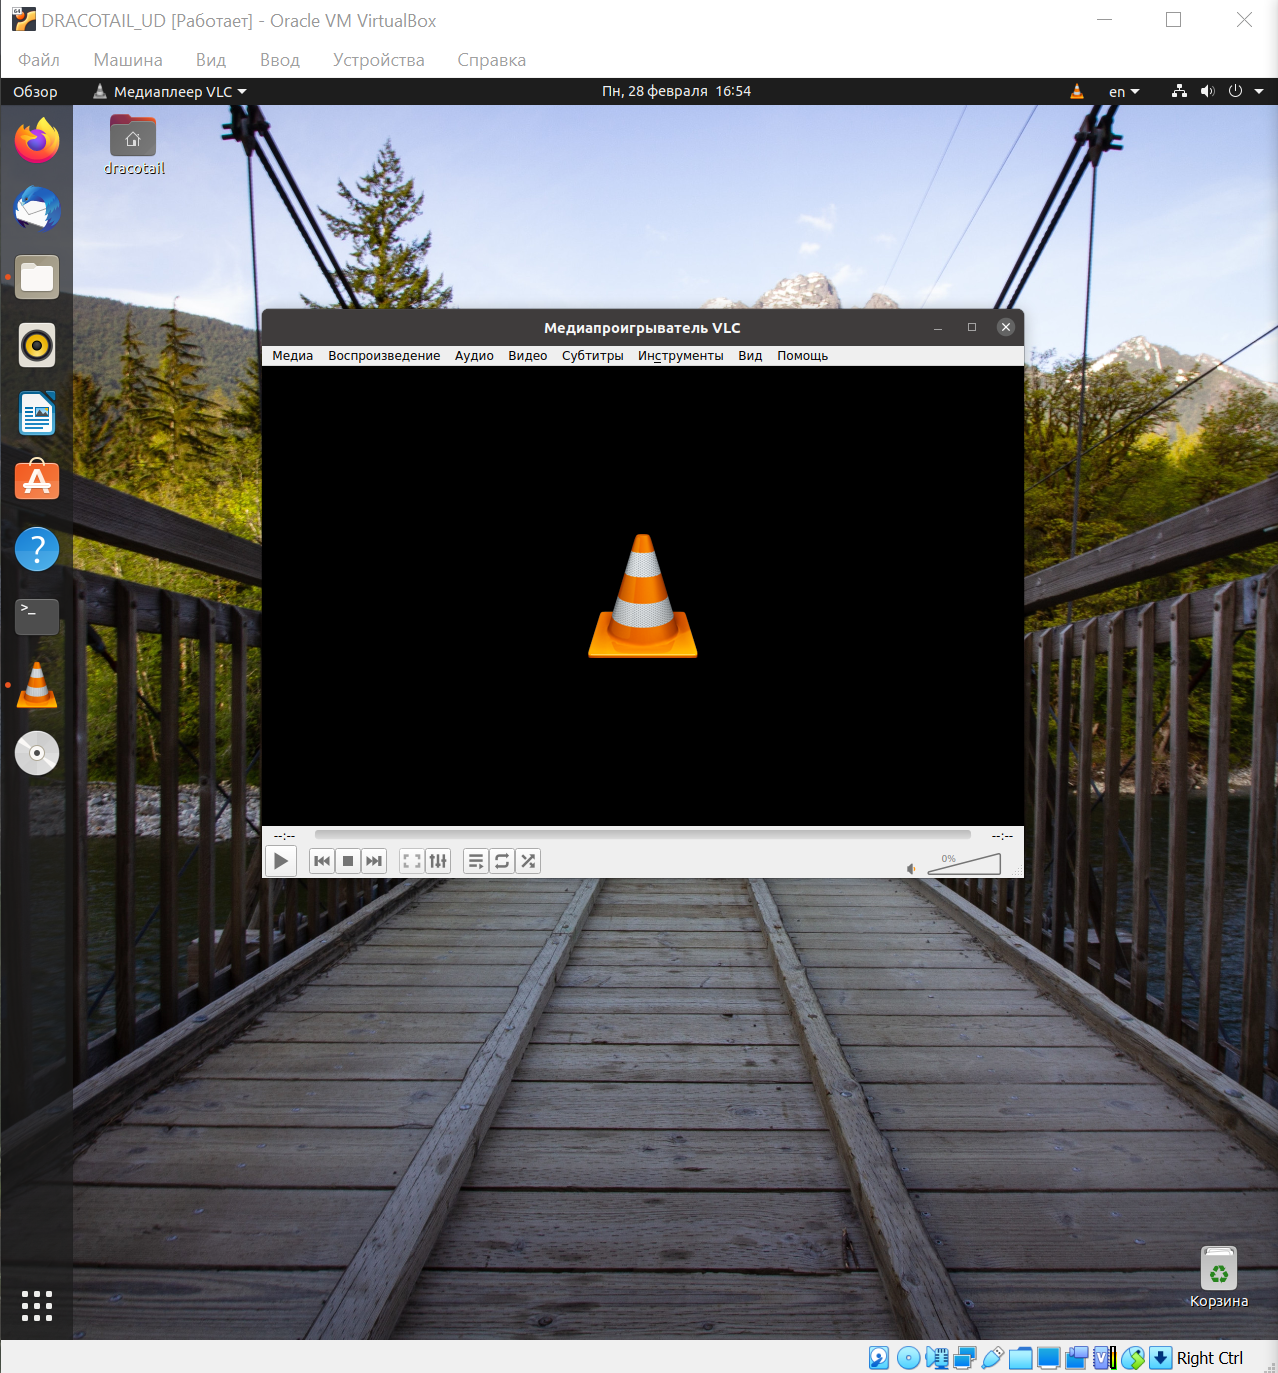 DRACOTAIL_UD [Работает] - Oracle VM VirtualBox
Файл Машина Вид Ввод Устройства Справка
Обзор Медиаплеер VLC Пн, 28 февраля 16:54 en
dracotail
Медиапроигрыватель VLC
Медиа Воспроизведение Аудио Видео Субтитры Инструменты Вид Помощь
--:-- --:--
0%
Корзина
Right Ctrl